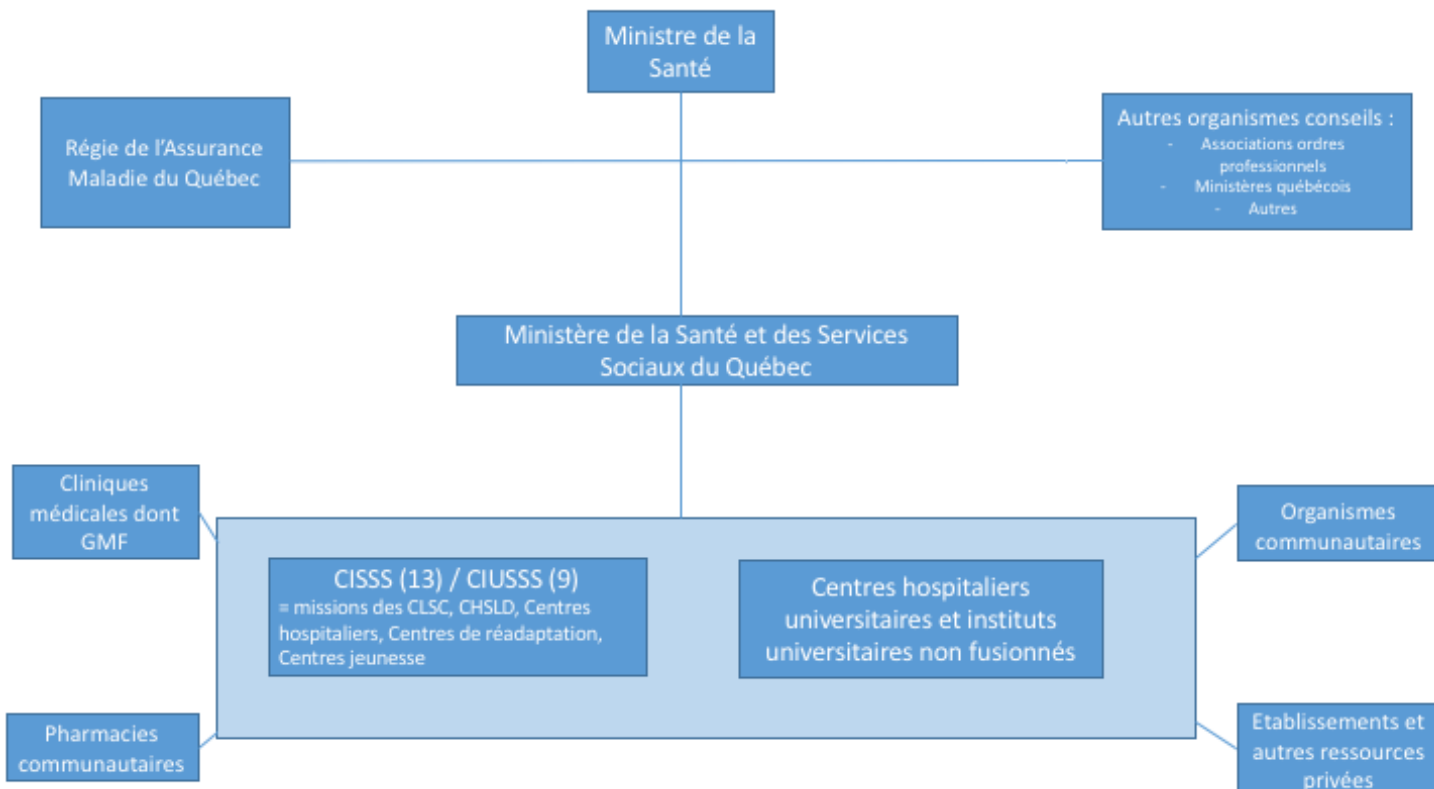 Ministre de la
Santé
Régie de l'Assurance
Maladie du Québec
Autres organismes conseils :
- Associations ordres
professionnels
- Ministères québécois
- Autres
Ministère de la Santé et des Services
Sociaux du Québec
Cliniques
médicales dont
GMF
Organismes
communautaires
CISSS (13) / CIUSSS (9)
= missions des CLSC, CHSLD, Centres
hospitaliers, Centres de réadaptation,
Centres jeunesse
Centres hospitaliers
universitaires et instituts
universitaires non fusionnés
Pharmacies
communautaires
Etablissements et
autres ressources
privées